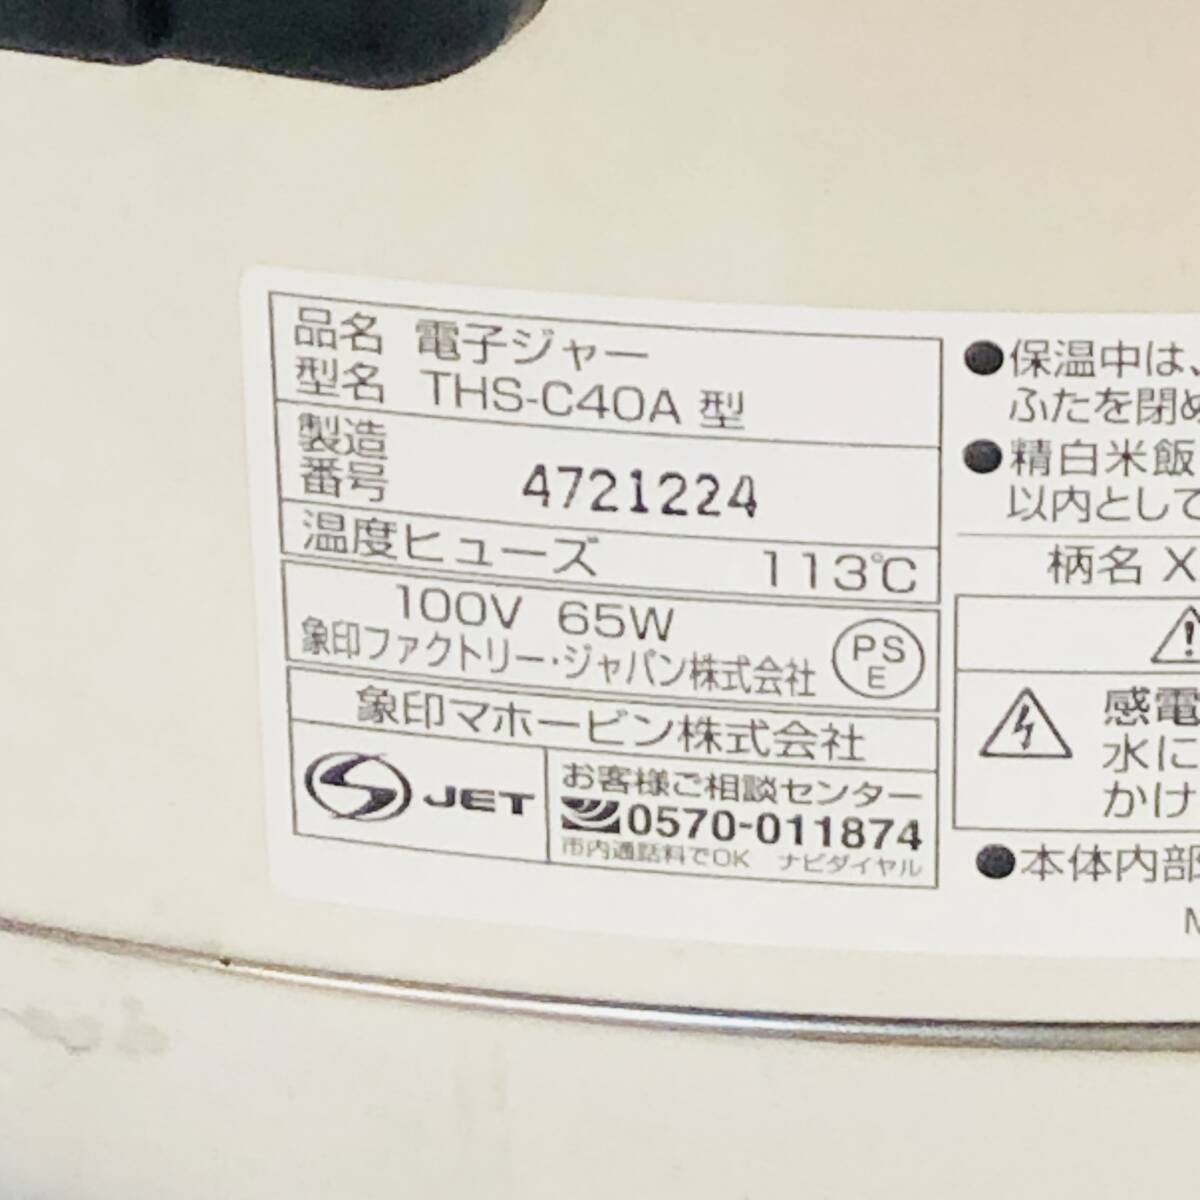 品名 電子ジャー
型名 THS-C40A 型
製造番号 4721224
温度ヒューズ 113℃
100V 65W
象印ファクトリー・ジャパン株式会社
PSE
象印マホービン株式会社
JET
お客様ご相談センター
0570-011874
市内通話料でOK ナビダイヤル
●保温中は、
ふたを閉め
●精白米飯
以内として
柄名 X
感電
水に
かけ
●本体内部